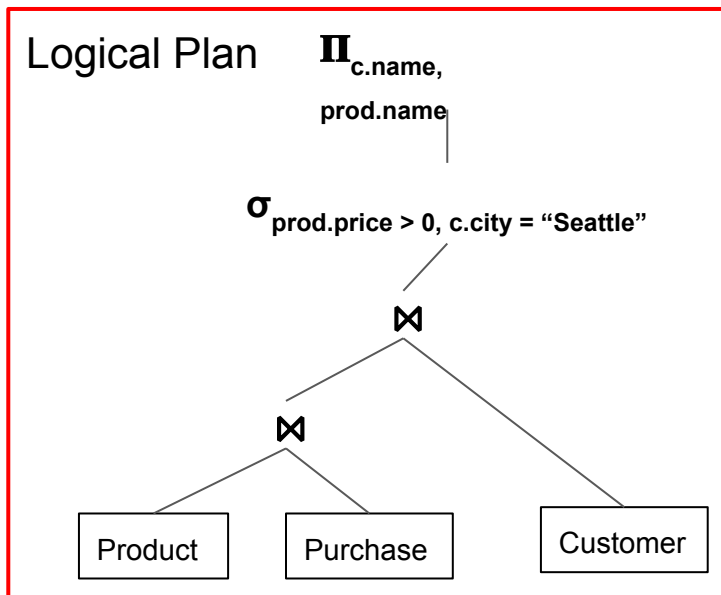 Logical Plan
Π c.name,
prod.name
σ prod.price > 0, c.city = “Seattle”
⋈
⋈
Product
Purchase
Customer